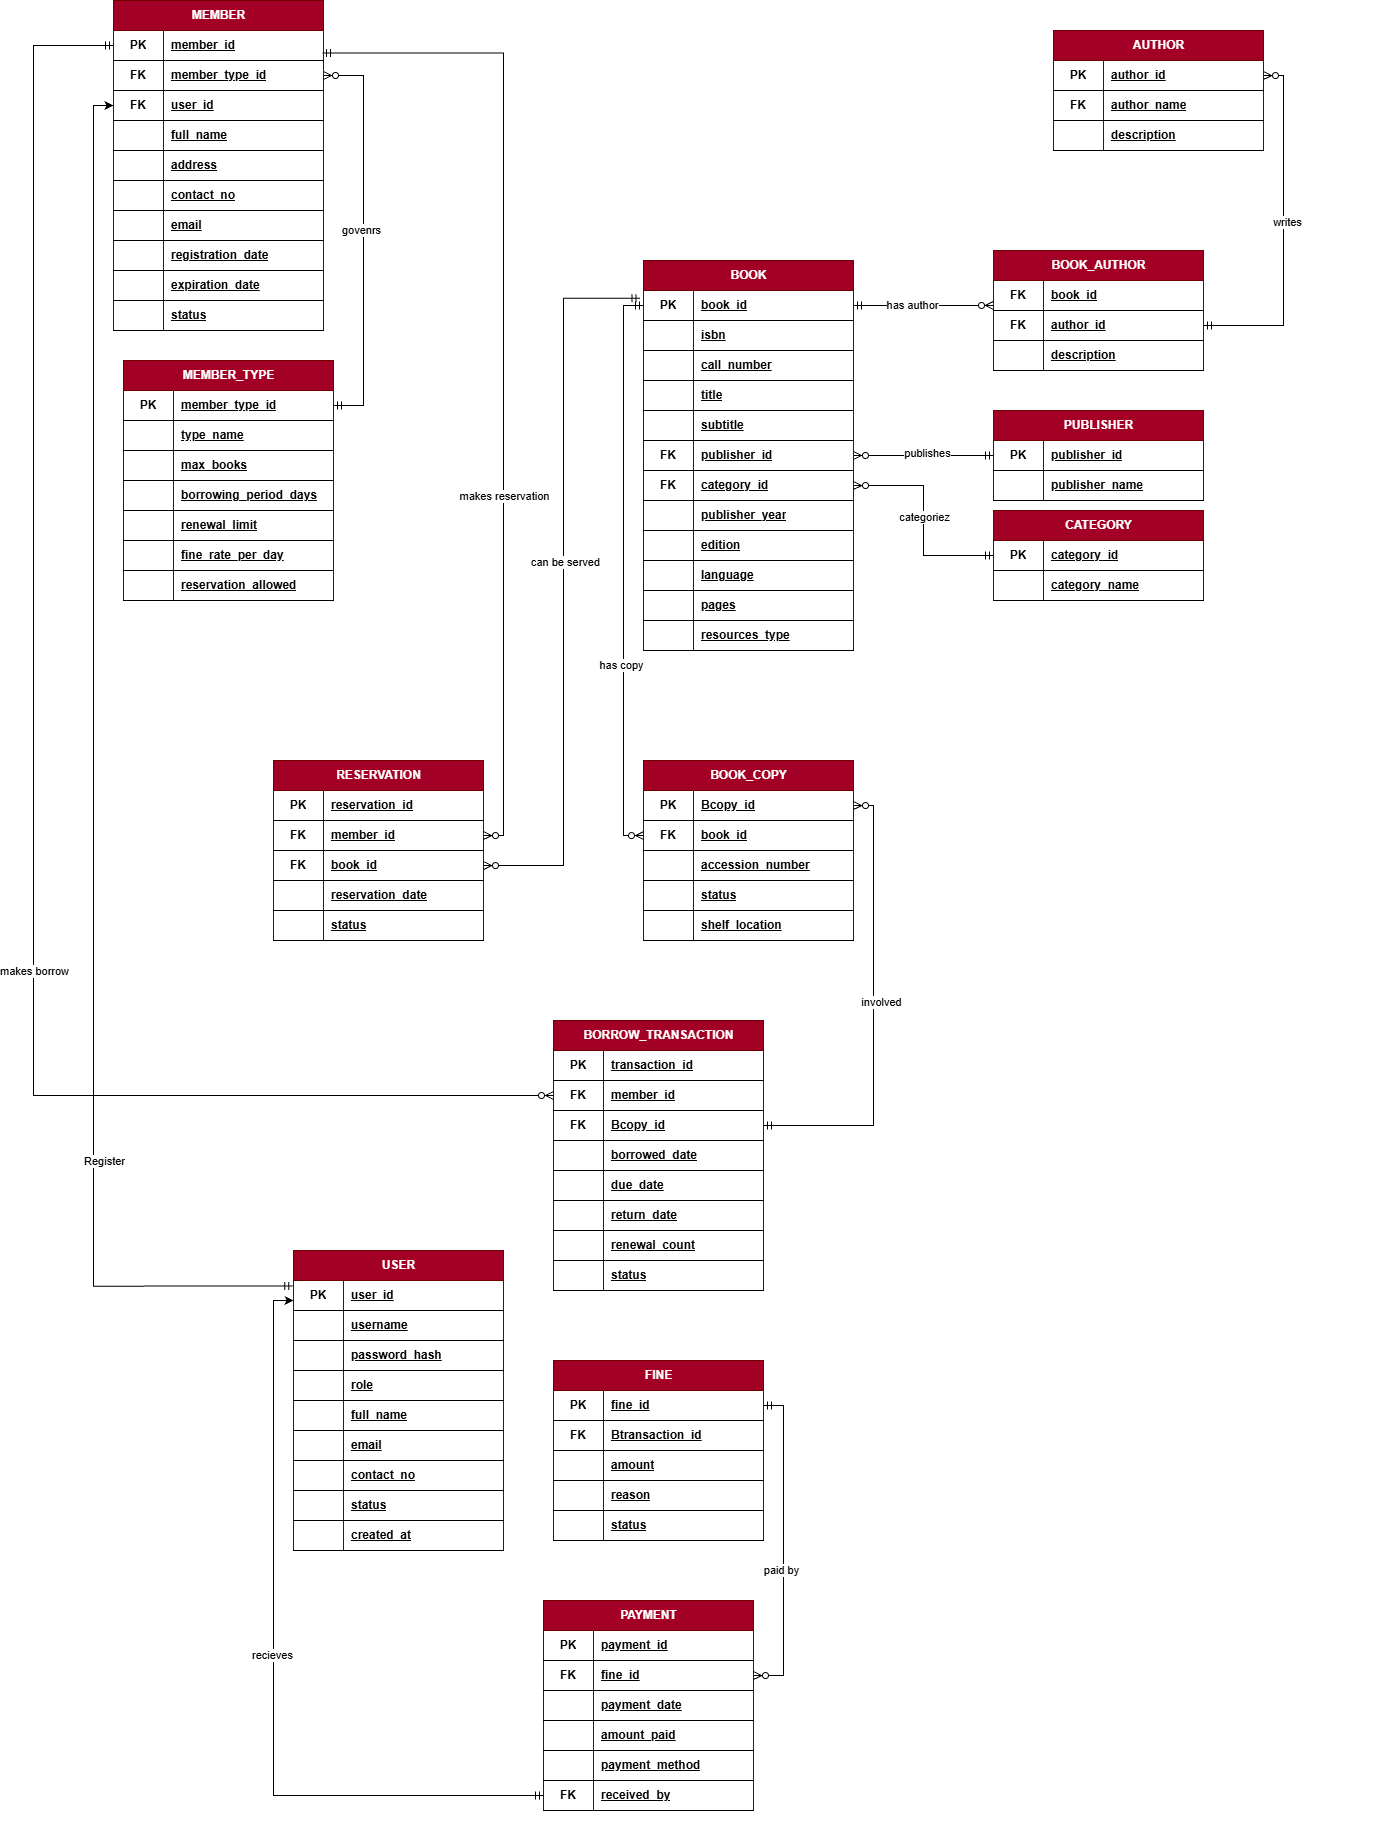 MEMBER
PK member_id
FK member_type_id
FK user_id
full_name
address
contact_no
email
registration_date
expiration_date
status
govenrs
MEMBER_TYPE
PK member_type_id
type_name
max_books
borrowing_period_days
renewal_limit
fine_rate_per_day
reservation_allowed
AUTHOR
PK author_id
FK author_name
description
writes
BOOK
PK book_id
isbn
call_number
title
subtitle
FK publisher_id
FK category_id
publisher_year
edition
language
pages
resources_type
has author
BOOK_AUTHOR
FK book_id
FK author_id
description
publishes
PUBLISHER
PK publisher_id
publisher_name
categoriez
CATEGORY
PK category_id
category_name
makes reservation
can be served
has copy
RESERVATION
PK reservation_id
FK member_id
FK book_id
reservation_date
status
BOOK_COPY
PK Bcopy_id
FK book_id
accession_number
status
shelf_location
makes borrow
involved
BORROW_TRANSACTION
PK transaction_id
FK member_id
FK Bcopy_id
borrowed_date
due_date
return_date
renewal_count
status
Register
USER
PK user_id
username
password_hash
role
full_name
email
contact_no
status
created_at
FINE
PK fine_id
FK Btransaction_id
amount
reason
status
paid by
recieves
PAYMENT
PK payment_id
FK fine_id
payment_date
amount_paid
payment_method
FK received_by